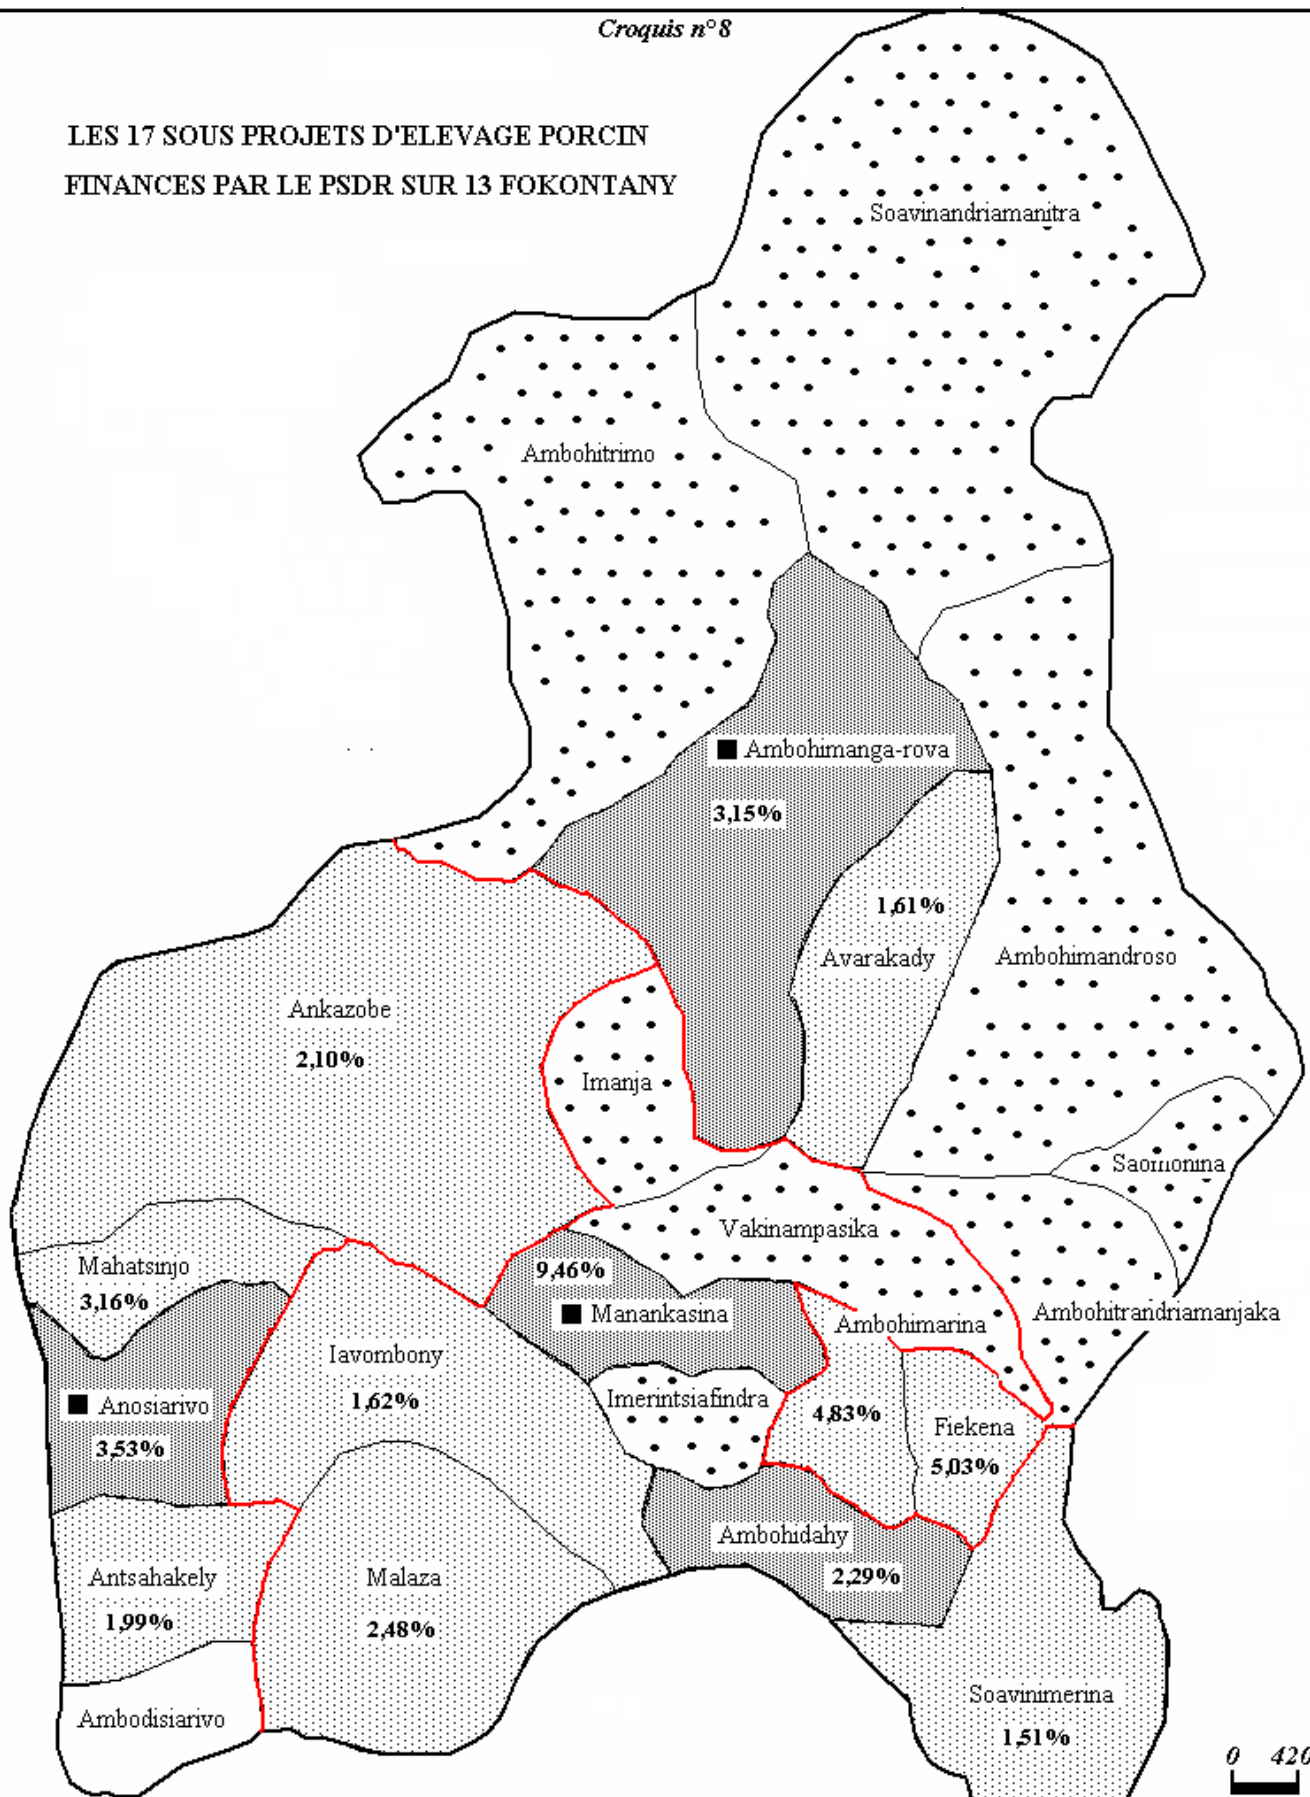 Croquis n°8
LES 17 SOUS PROJETS D'ELEVAGE PORCIN
FINANCES PAR LE PSDR SUR 13 FOKONTANY
Soavinandriamanitra
Ambohitrimo
Ambohimanga-rova
3,15%
1,61%
Avarakady
Ambohimandroso
Ankazobe
2,10%
Imanja
Saomonina
Vakinampasika
Mahatsinjo
3,16%
9,46%
Manankasina
Ambohimarina
Ambohitrandriamanjaka
Iavombony
1,62%
Anosiarivo
3,53%
Imerintsiafindra
4,83%
Fiekena
5,03%
Ambohidahy
2,29%
Antsahakely
1,99%
Malaza
2,48%
Ambodisiarivo
Soavinimerina
1,51%
0 420